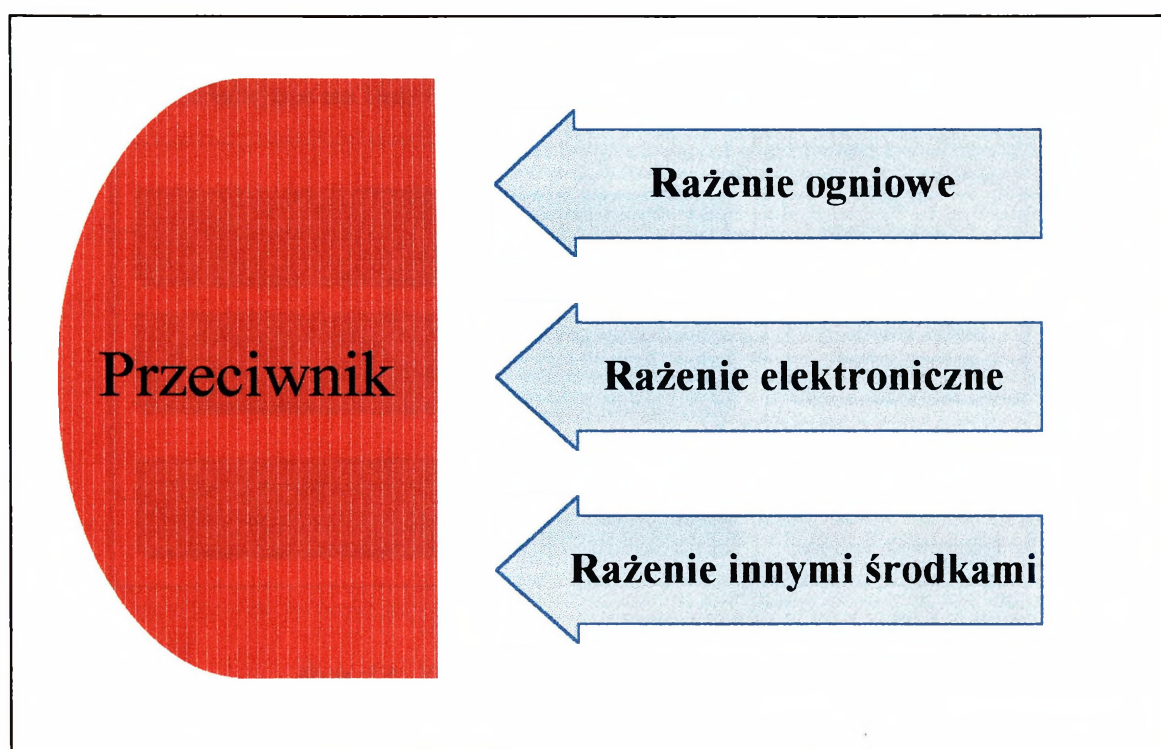 Rażenie ogniowe
Przeciwnik
Rażenie elektroniczne
Rażenie innymi środkami